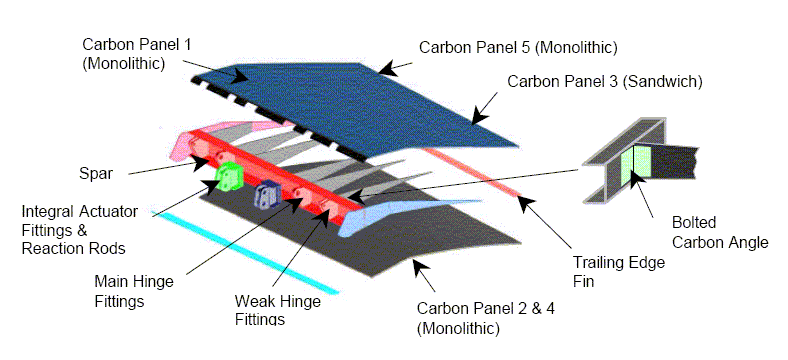 Carbon Panel 1
(Monolithic)
Carbon Panel 5 (Monolithic)
Carbon Panel 3 (Sandwich)
Spar
Integral Actuator
Fittings &
Reaction Rods
Main Hinge
Fittings
Weak Hinge
Fittings
Carbon Panel 2 & 4
(Monolithic)
Trailing Edge
Fin
Bolted
Carbon Angle